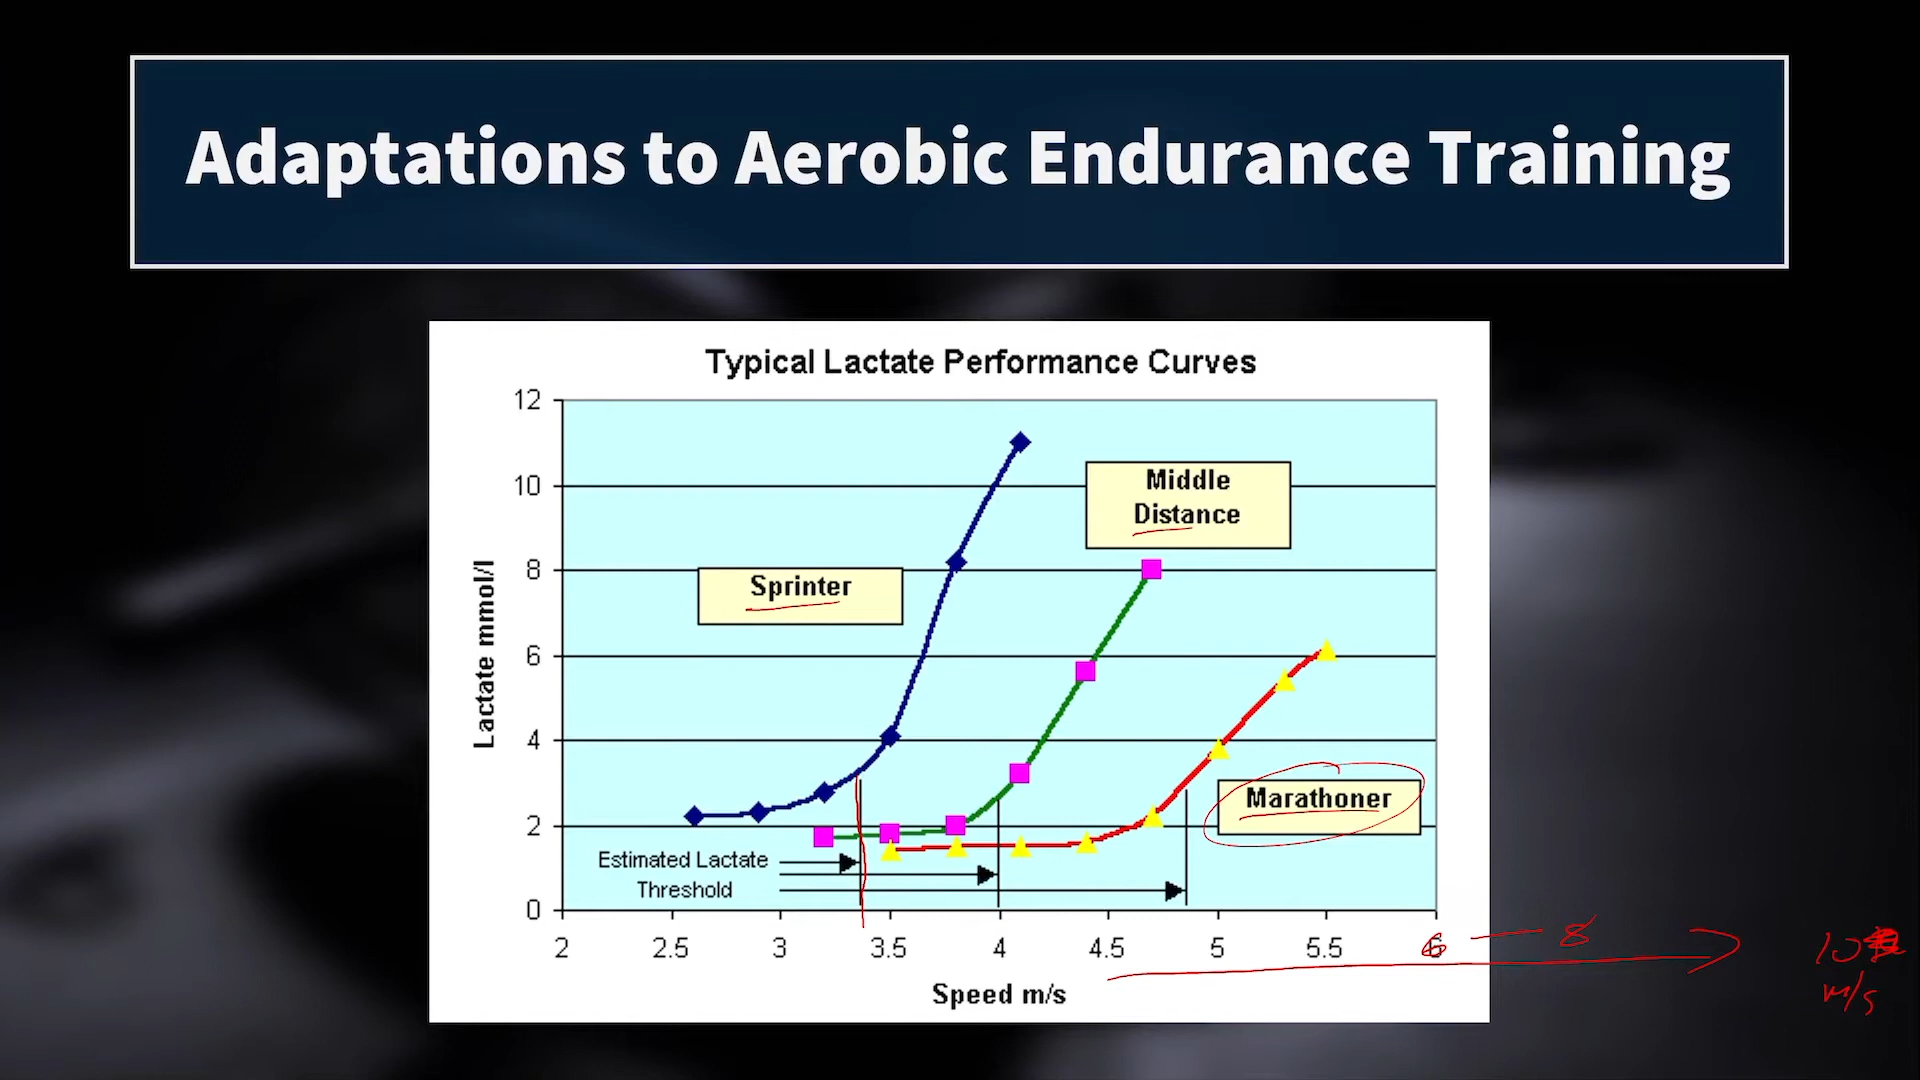 Adaptations to Aerobic Endurance Training
Typical Lactate Performance Curves
12
10
8
6
4
2
0
Lactate mmol/l
Middle
Distance
Sprinter
Marathoner
Estimated Lactate
Threshold
2 2.5 3 3.5 4 4.5 5 5.5 6
Speed m/s
6 — 8
10
m/s